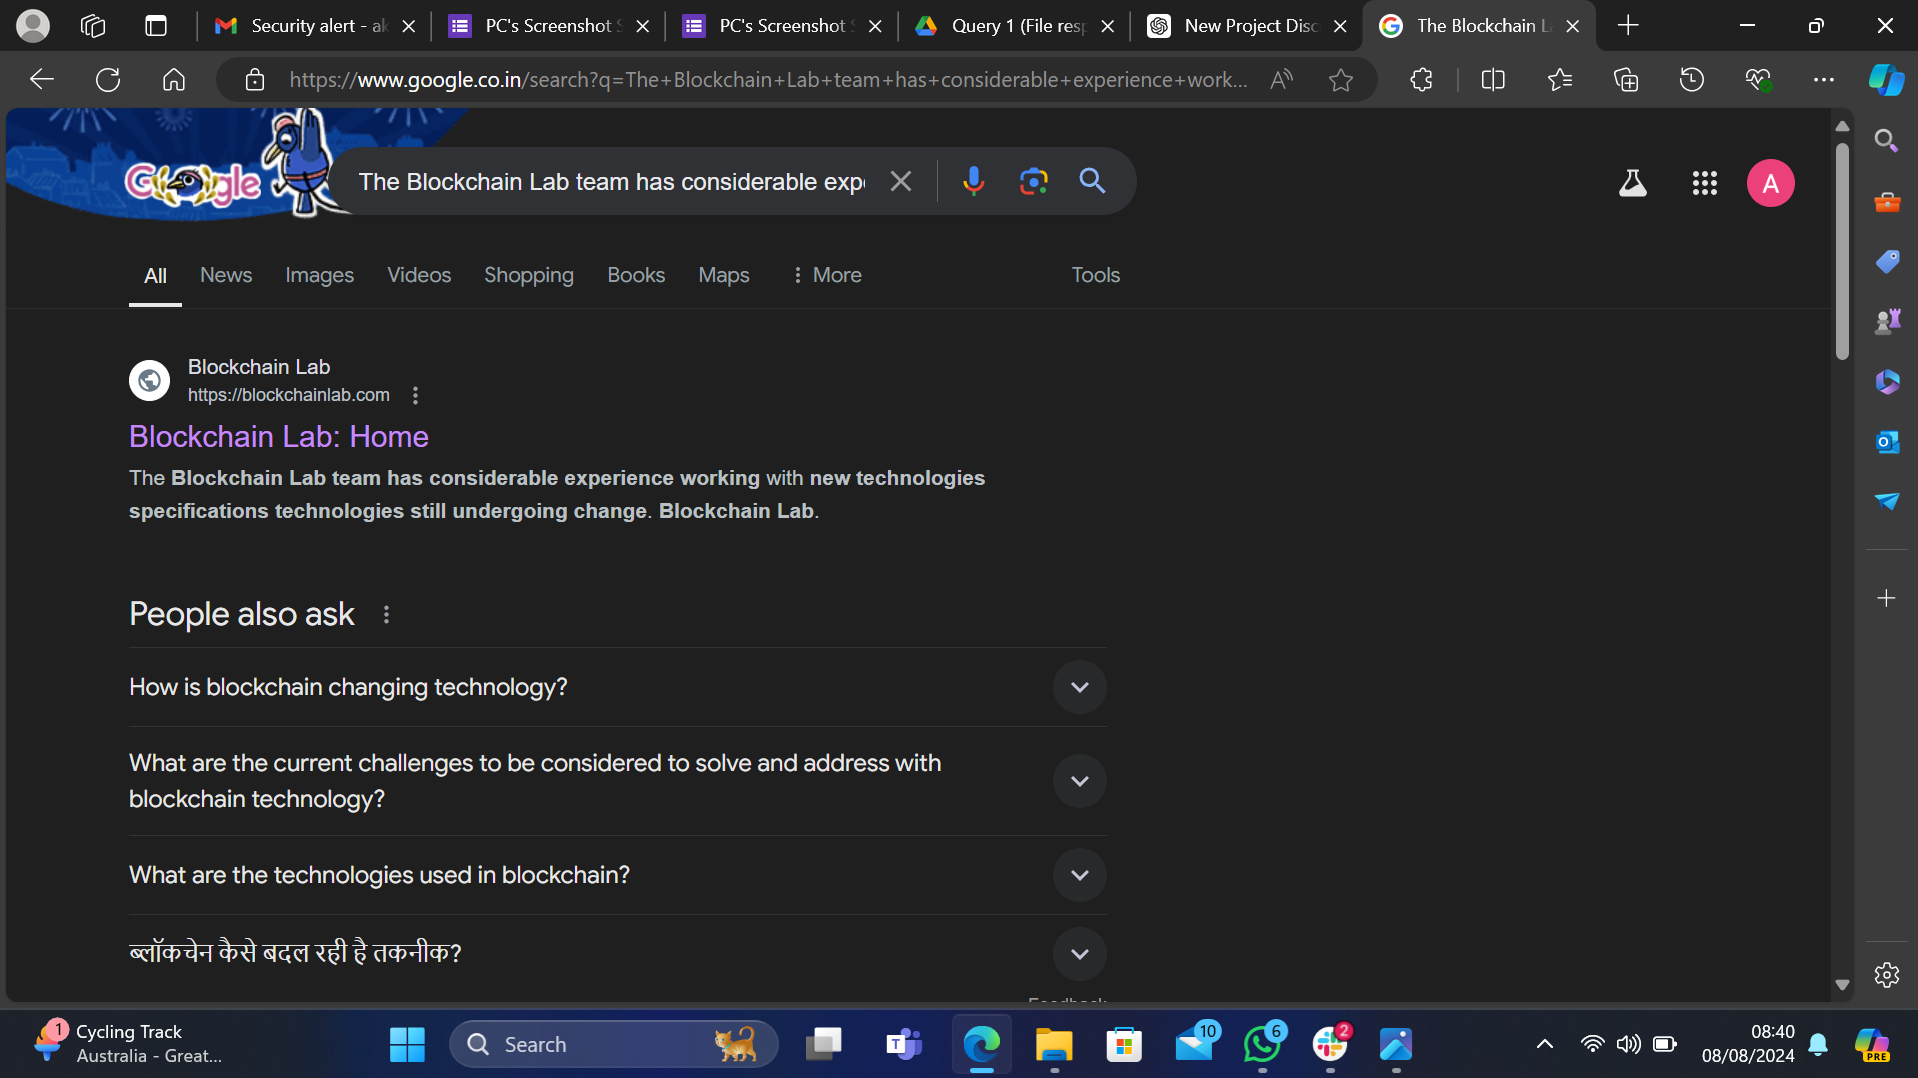 Security alert - ak
PC's Screenshot S
PC's Screenshot S
Query 1 (File resp
New Project Disc
The Blockchain La
https://www.google.co.in/search?q=The+Blockchain+Lab+team+has+considerable+experience+work...
Google
The Blockchain Lab team has considerable expe
A
All
News
Images
Videos
Shopping
Books
Maps
More
Tools
Blockchain Lab
https://blockchainlab.com
Blockchain Lab: Home
The Blockchain Lab team has considerable experience working with new technologies
specifications technologies still undergoing change. Blockchain Lab.
People also ask
How is blockchain changing technology?
What are the current challenges to be considered to solve and address with
blockchain technology?
What are the technologies used in blockchain?
ब्लॉकचेन कैसे बदल रही है तकनीक?
1
Cycling Track
Australia - Great...
Search
10
6
2
08:40
08/08/2024
PRE